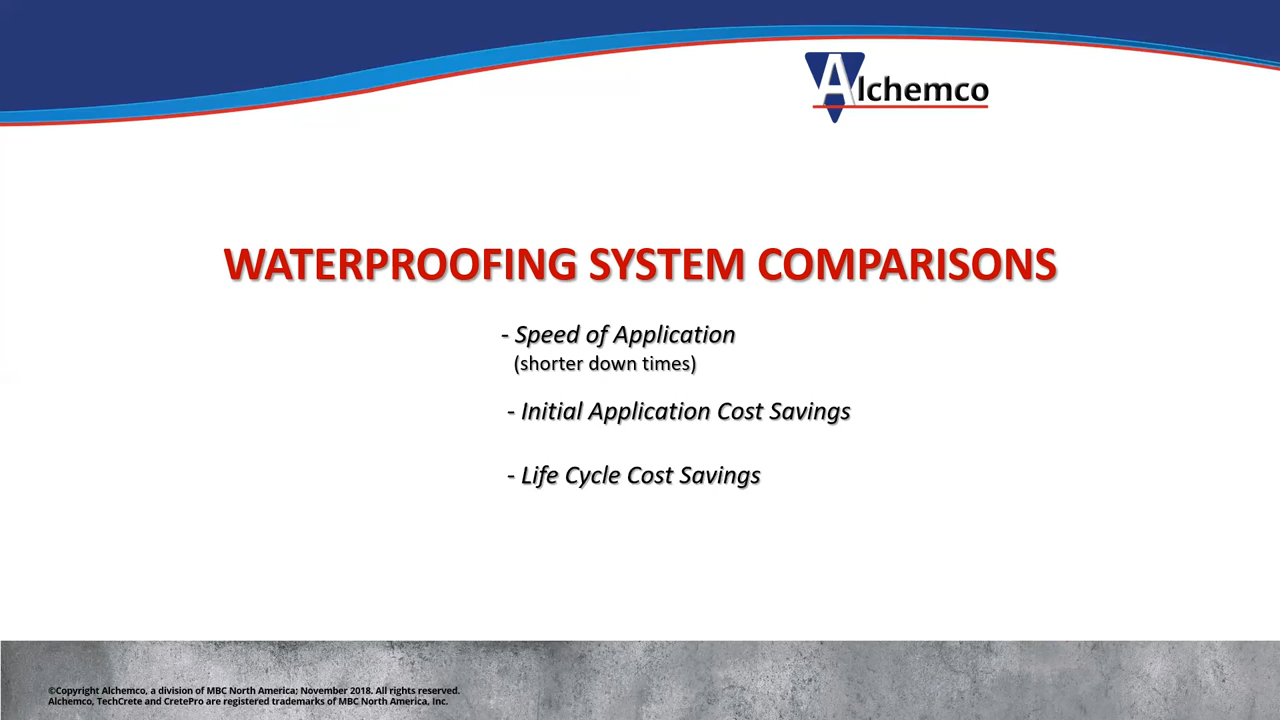 Alchemco
WATERPROOFING SYSTEM COMPARISONS
- Speed of Application
(shorter down times)
- Initial Application Cost Savings
- Life Cycle Cost Savings
©Copyright Alchemco, a division of MBC North America; November 2018. All rights reserved.
Alchemco, TechCrete and CretePro are registered trademarks of MBC North America, Inc.